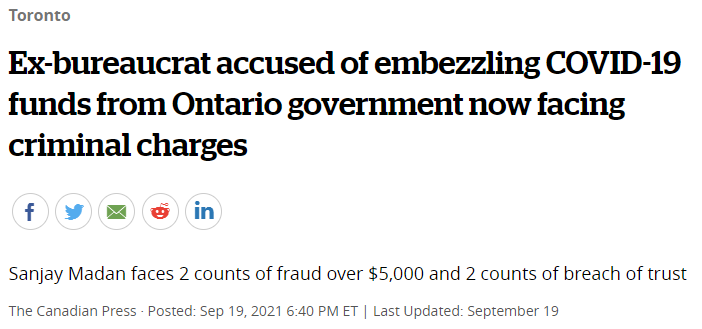 Toronto
Ex-bureaucrat accused of embezzling COVID-19
funds from Ontario government now facing
criminal charges
Sanjay Madan faces 2 counts of fraud over $5,000 and 2 counts of breach of trust
The Canadian Press · Posted: Sep 19, 2021 6:40 PM ET | Last Updated: September 19